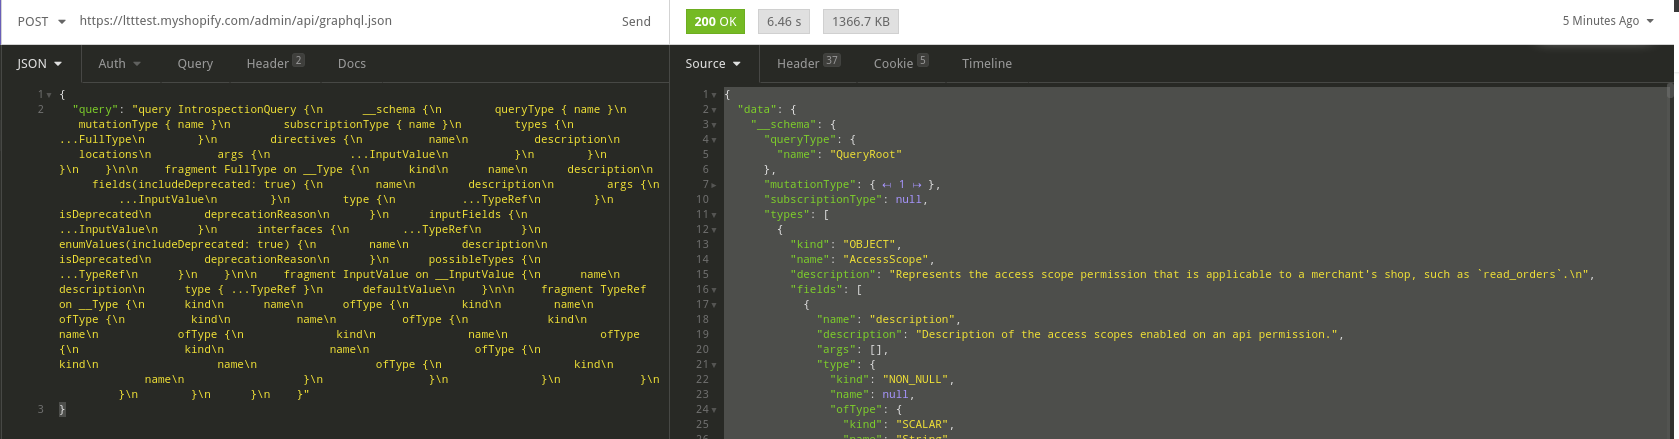 POST https://ltttest.myshopify.com/admin/api/graphql.json Send
200 OK 6.46 s 1366.7 KB 5 Minutes Ago
JSON Auth Query Header 2 Docs
Source Header 37 Cookie 5 Timeline
1 {
2 "query": "query IntrospectionQuery {\n __schema {\n queryType { name }\n
mutationType { name }\n subscriptionType { name }\n types {\n
...FullType\n }\n directives {\n name\n description\n
locations\n args {\n ...InputValue\n }\n }\n
}\n }\n\n fragment FullType on __Type {\n kind\n name\n description\n
fields(includeDeprecated: true) {\n name\n description\n args {\n
...InputValue\n }\n type {\n ...TypeRef\n }\n
isDeprecated\n deprecationReason\n }\n inputFields {\n
...InputValue\n }\n interfaces {\n ...TypeRef\n }\n
enumValues(includeDeprecated: true) {\n name\n description\n
isDeprecated\n deprecationReason\n }\n possibleTypes {\n
...TypeRef\n }\n }\n\n fragment InputValue on __InputValue {\n name\n
description\n type { ...TypeRef }\n defaultValue\n }\n\n fragment TypeRef
on __Type {\n kind\n name\n ofType {\n kind\n name\n
ofType {\n kind\n name\n ofType {\n kind\n
name\n ofType {\n kind\n name\n ofType
{\n kind\n name\n ofType {\n
kind\n name\n ofType {\n kind\n
name\n }\n }\n }\n }\n
}\n }\n }\n }"
3 }
1 {
2 "data": {
3 "__schema": {
4 "queryType": {
5 "name": "QueryRoot"
6 },
7 "mutationType": { ↤ 1 ↦ },
10 "subscriptionType": null,
11 "types": [
12 {
13 "kind": "OBJECT",
14 "name": "AccessScope",
15 "description": "Represents the access scope permission that is applicable to a merchant's shop, such as `read_orders`.\n",
16 "fields": [
17 {
18 "name": "description",
19 "description": "Description of the access scopes enabled on an api permission.",
20 "args": [],
21 "type": {
22 "kind": "NON_NULL",
23 "name": null,
24 "ofType": {
25 "kind": "SCALAR",
26 "name": "String"